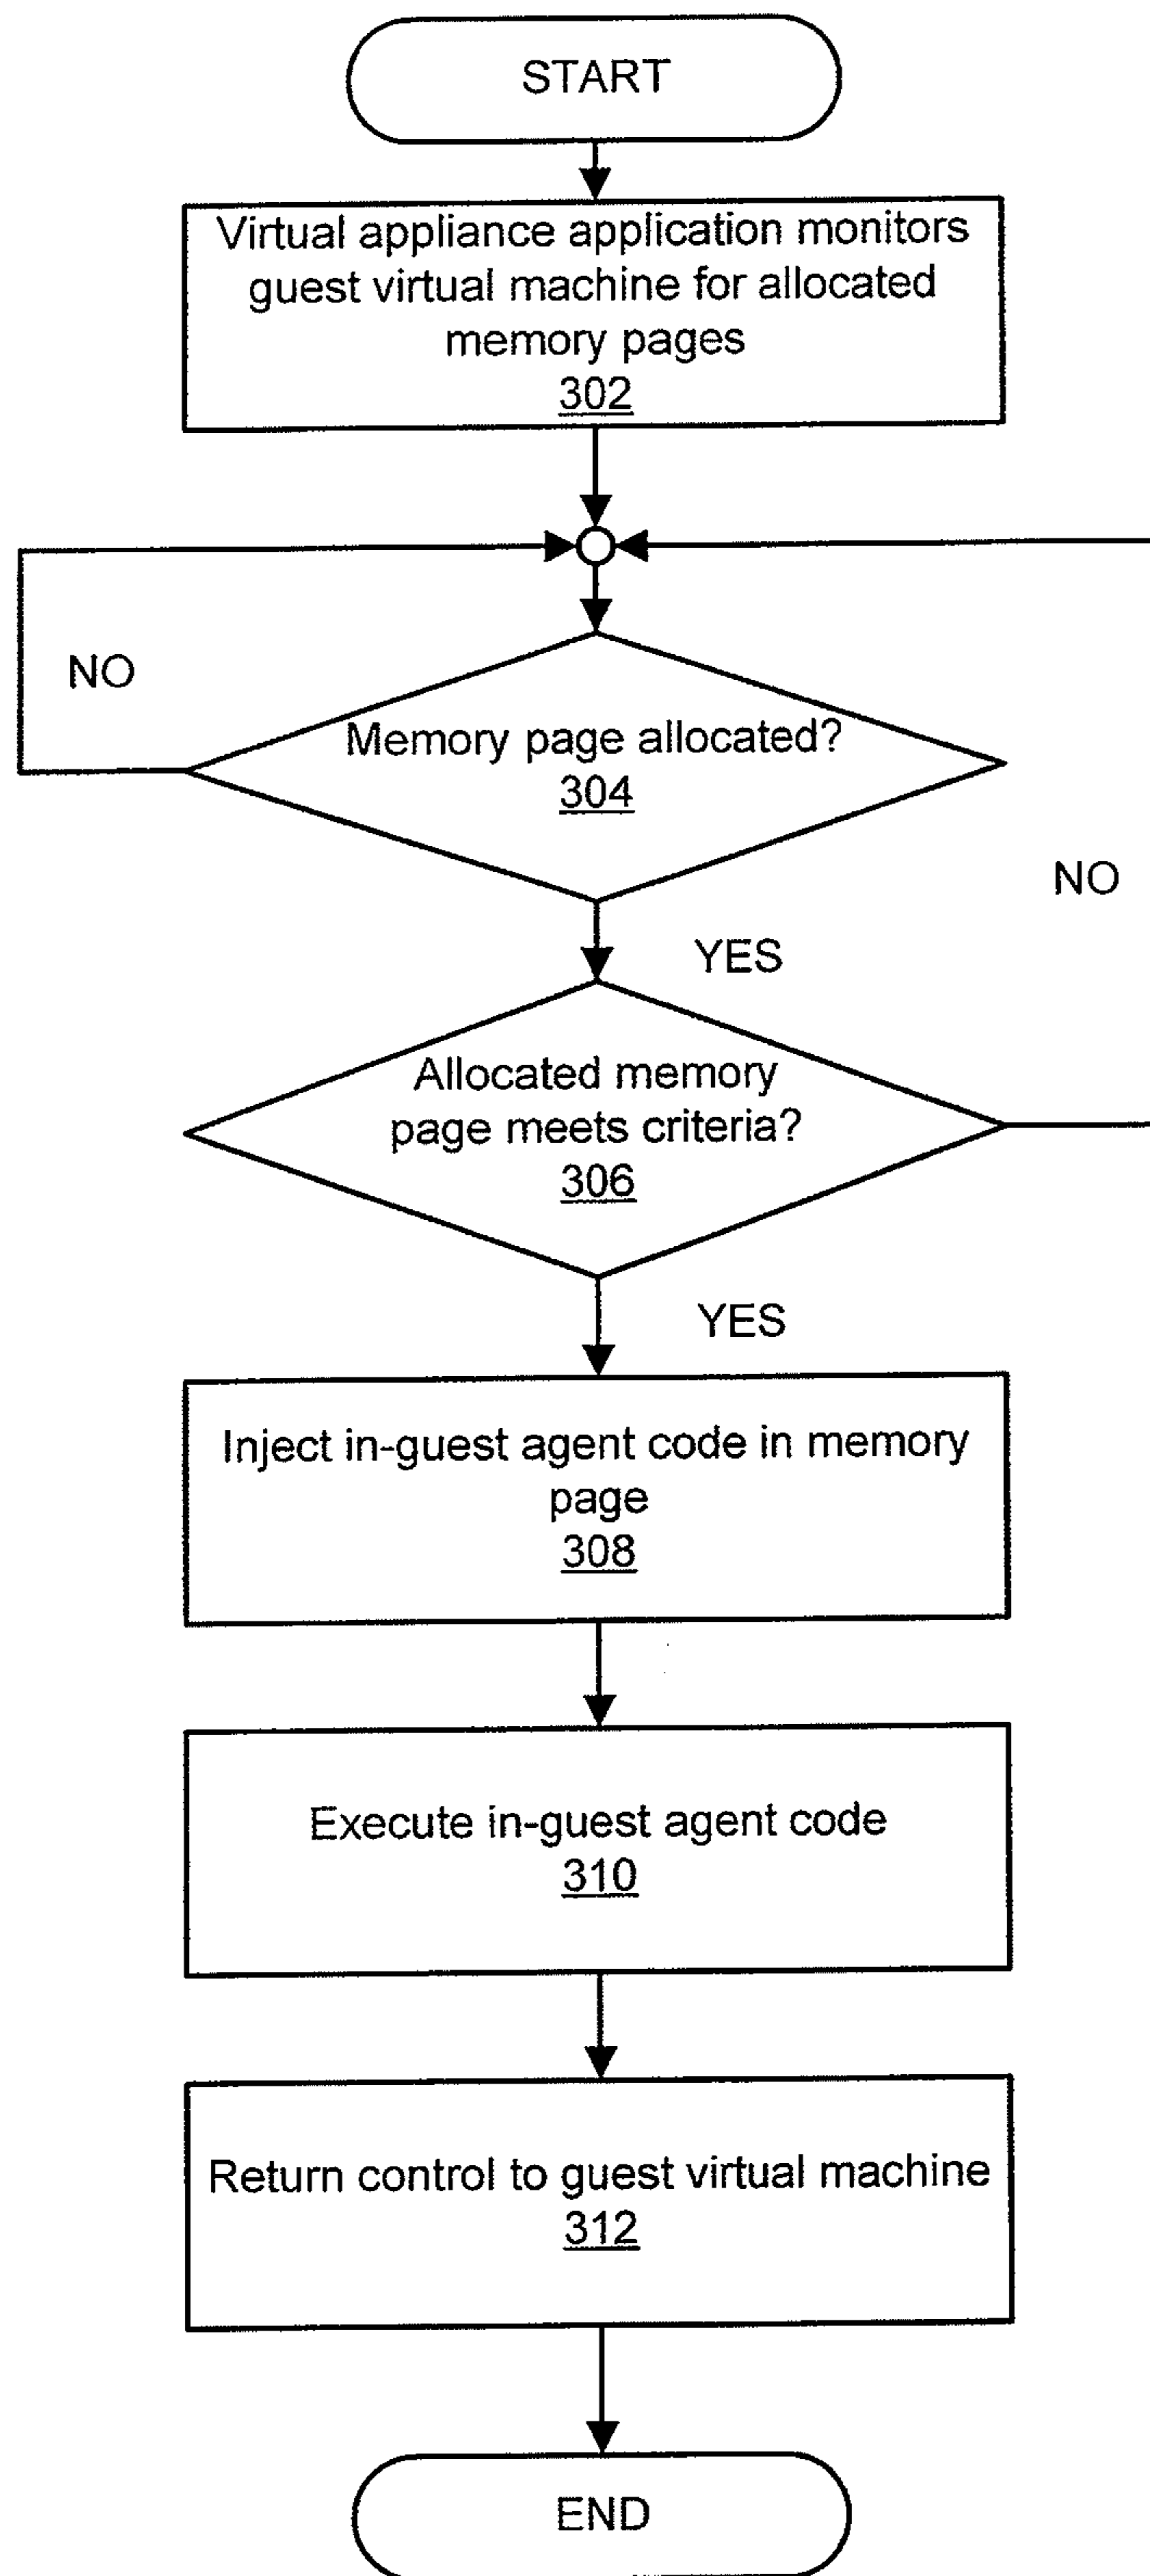 START
Virtual appliance application monitors
guest virtual machine for allocated
memory pages
302
NO
Memory page allocated?
304
NO
YES
Allocated memory
page meets criteria?
306
YES
Inject in-guest agent code in memory
page
308
Execute in-guest agent code
310
Return control to guest virtual machine
312
END